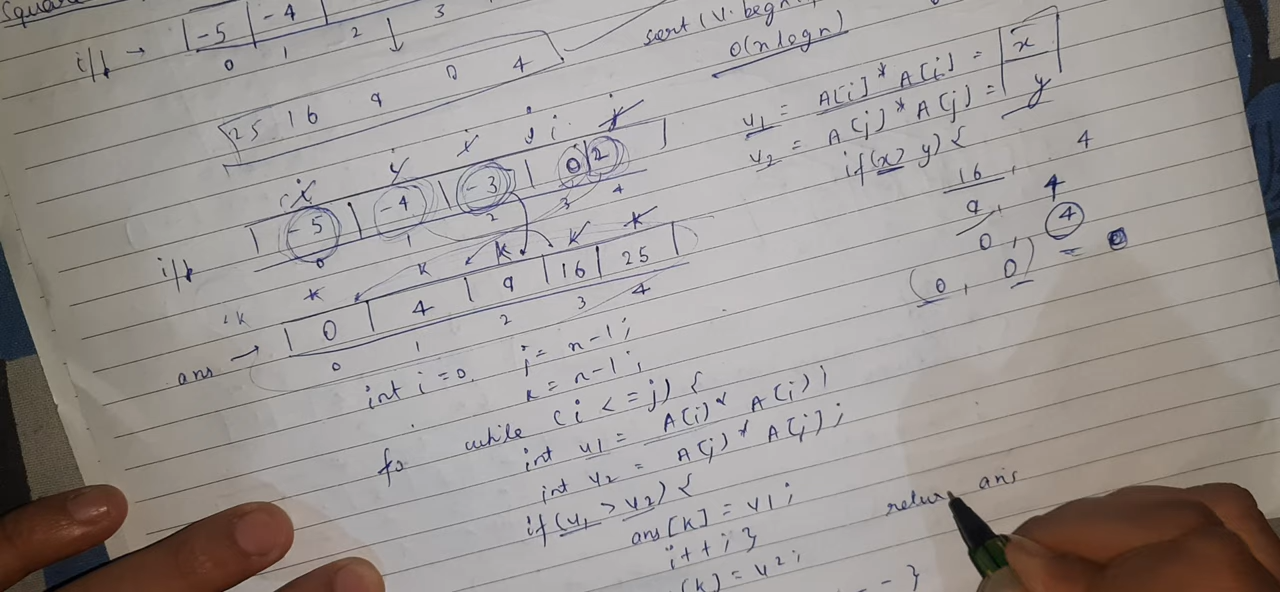 Square
i/p → | -5 | -4 |
0 1 2 3
25 16 9 0 4
sort (v.begin
O(nlogn)
i i i j i j
i/p | -5 | -4 | -3 | 0 | 2 |
0 1 2 3 4
k k k k k k
ans → | 0 | 4 | 9 | 16 | 25 |
0 1 2 3 4
v1 = A[i] * A[i] = x
v2 = A[j] * A[j] = y
if (x > y) {
16, 4
9, 4
0, 4
(0, 0) = 0
int i = 0, j = n-1;
k = n-1;
fo while (i <= j) {
int v1 = A(i) * A(i);
int v2 = A(j) * A(j);
if (v1 > v2) {
ans[k] = v1;
i++; }
[k] = v2;
-- }
retur ans